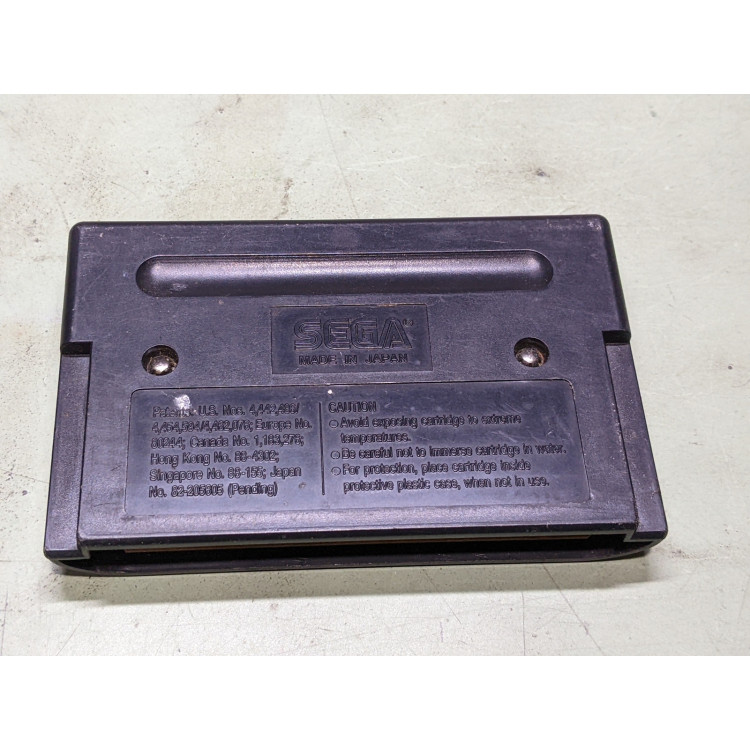 SEGA®
MADE IN JAPAN
Patents: U.S. Nos. 4,442,486/
4,454,594/4,462,076; Europe No.
80244; Canada No. 1,183,276;
Hong Kong No. 88-4302;
Singapore No. 88-155; Japan
No. 82-205605 (Pending)
CAUTION
Avoid exposing cartridge to extreme
temperatures.
Be careful not to immerse cartridge in water.
For protection, place cartridge inside
protective plastic case, when not in use.